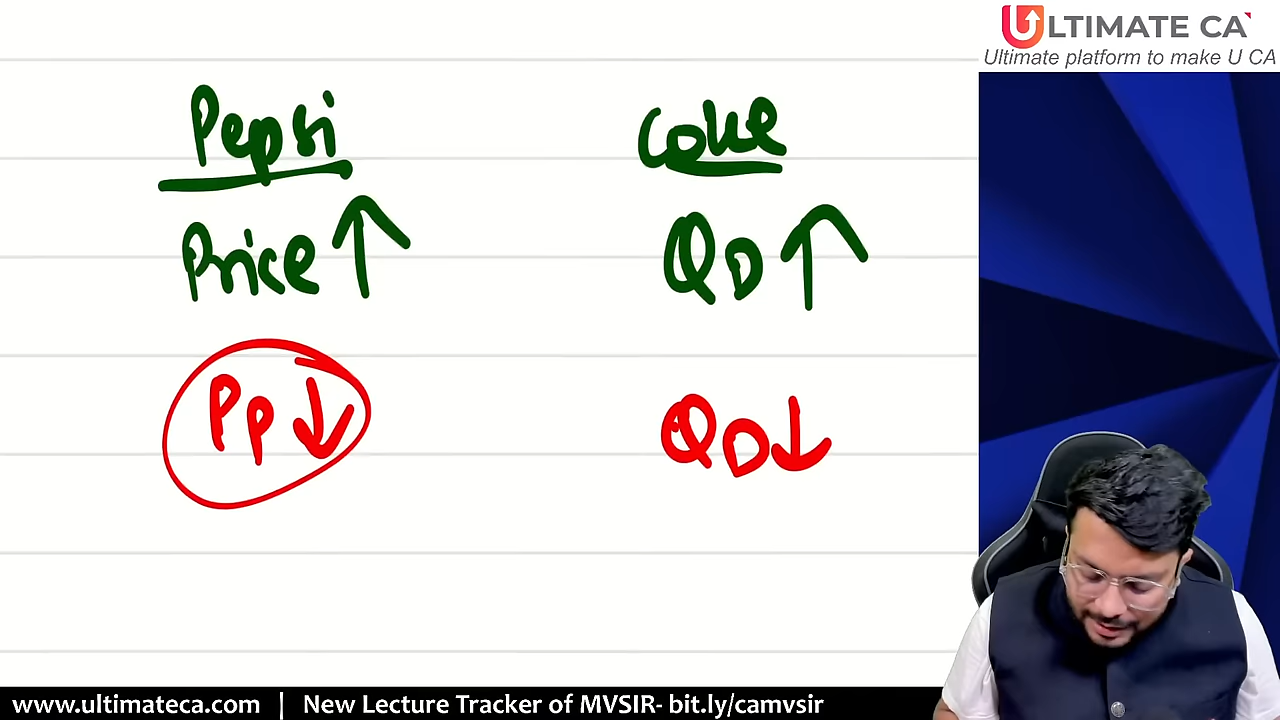 ULTIMATE CA
Ultimate platform to make U CA
Pepsi Coke
Price↑ QD↑
Pp↓ QD↓
www.ultimateca.com | New Lecture Tracker of MVSIR- bit.ly/camvsir